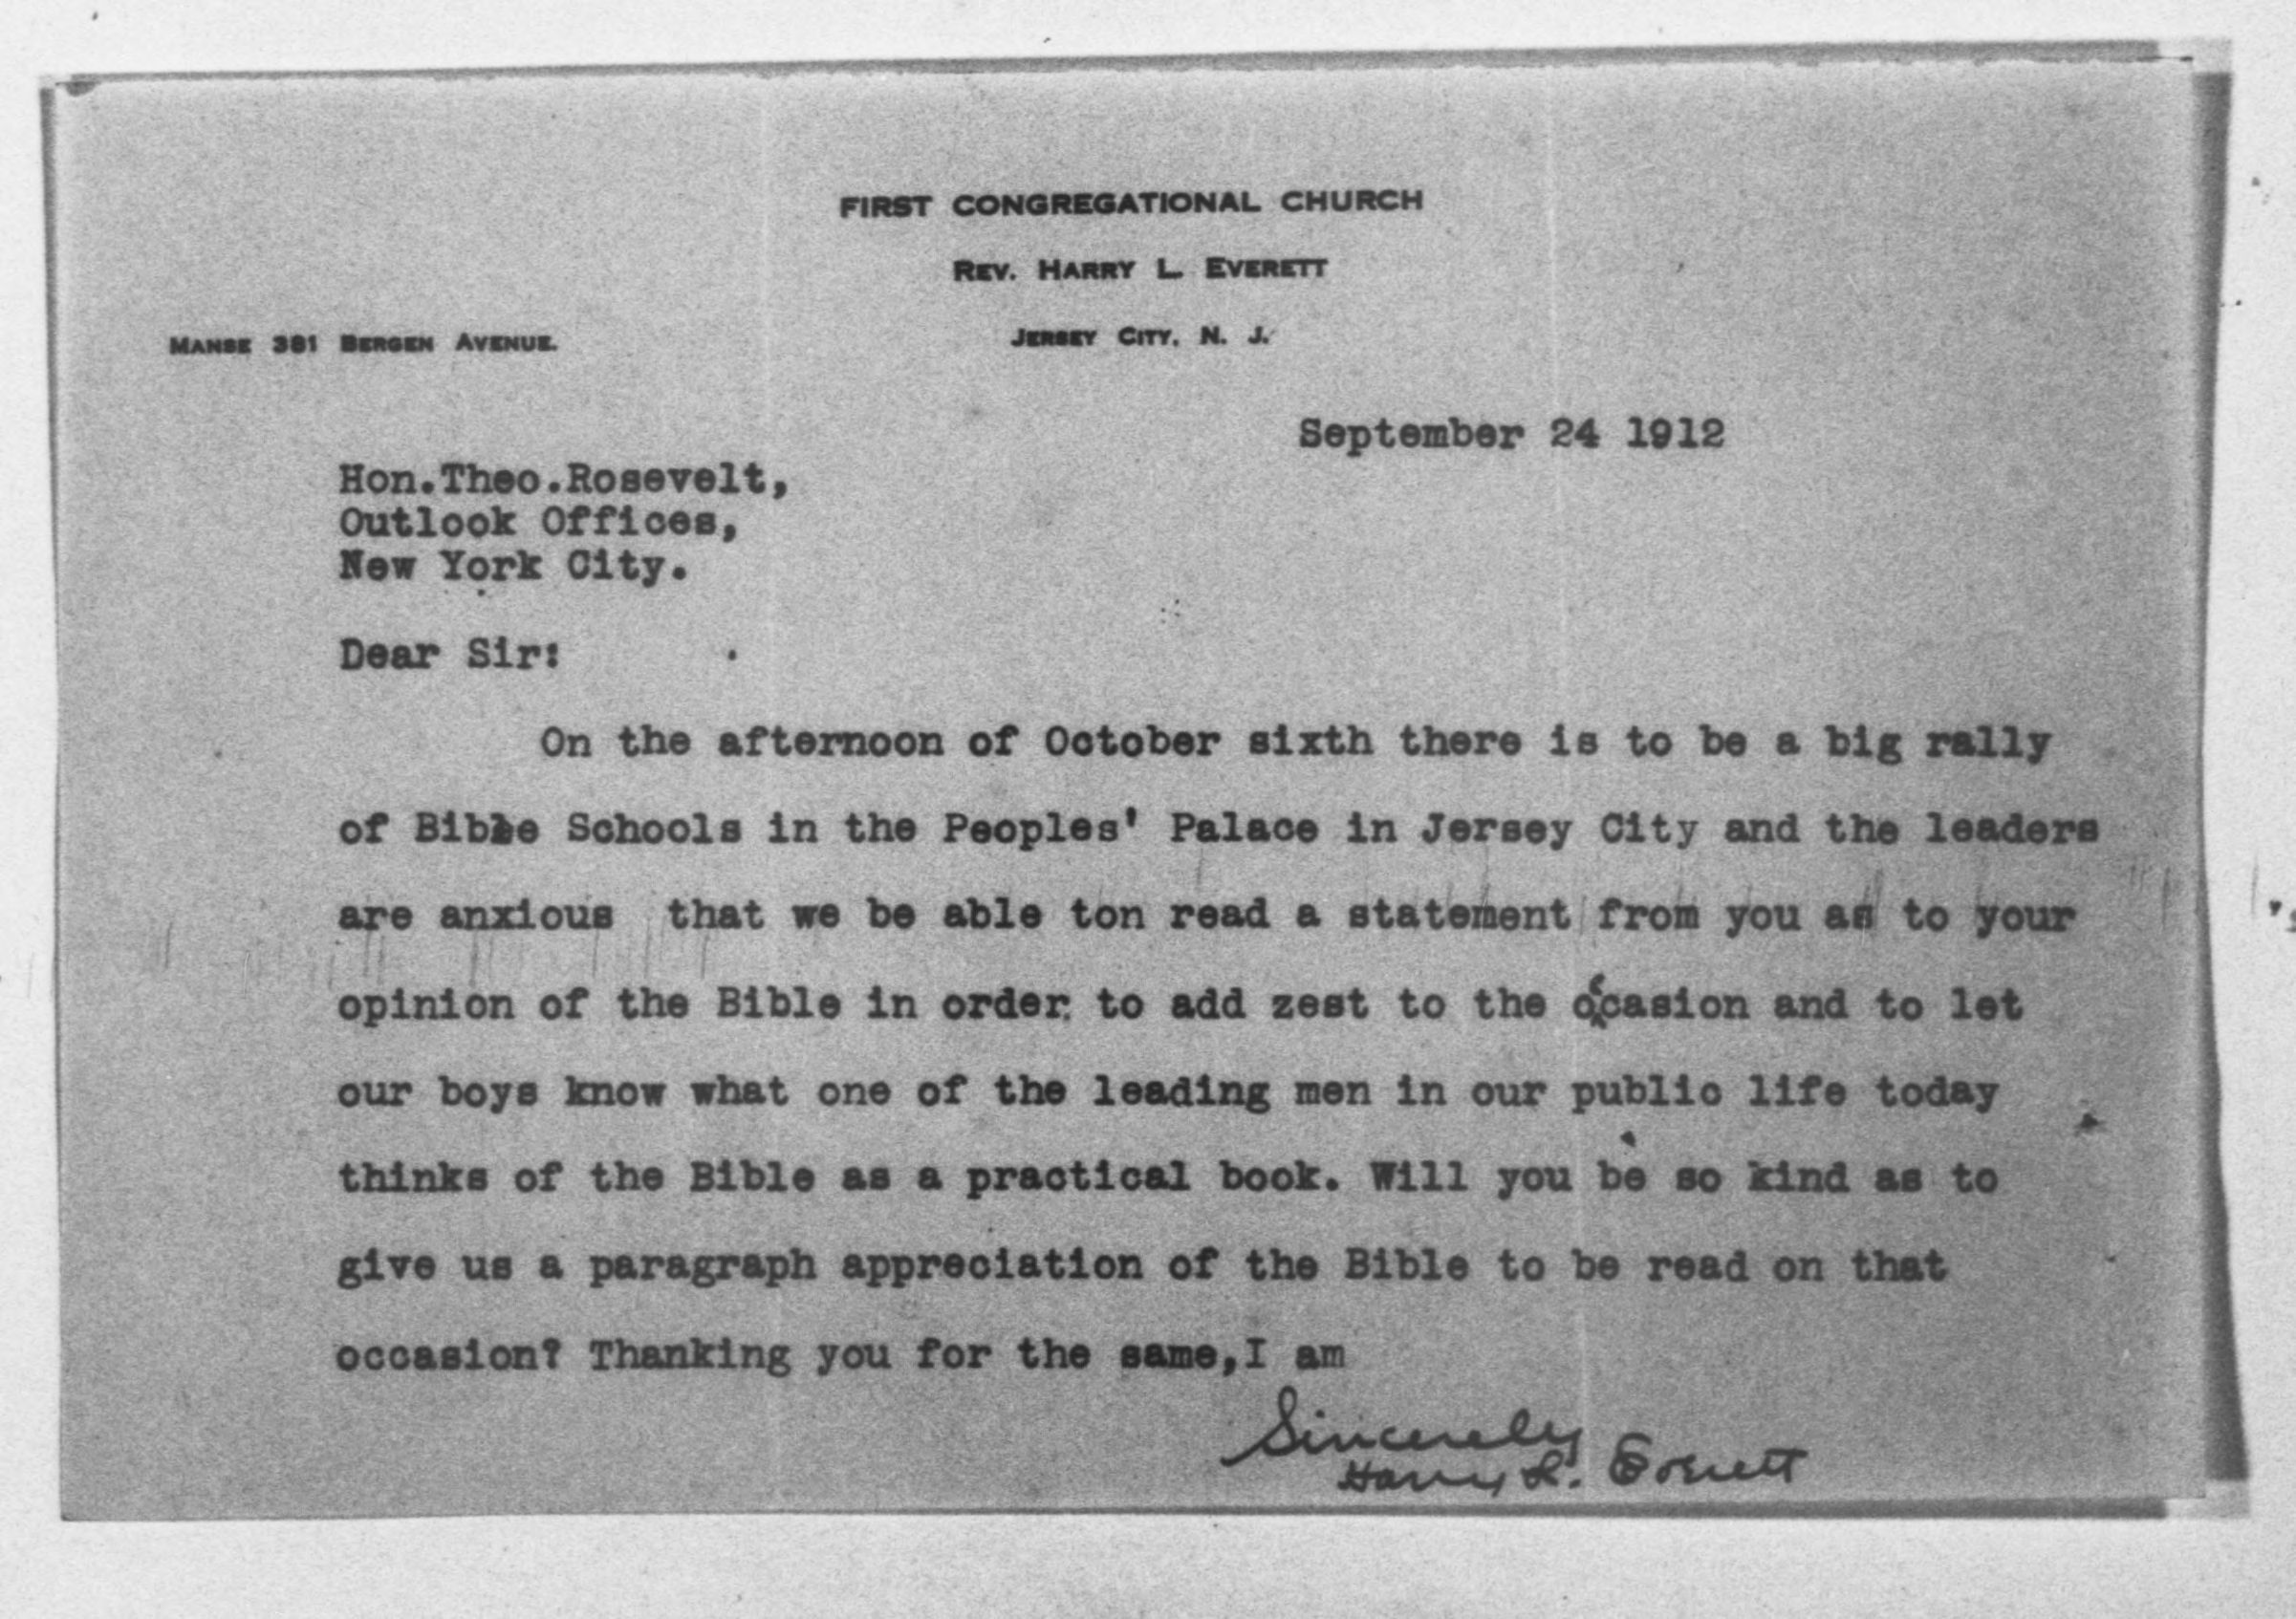 FIRST CONGREGATIONAL CHURCH
REV. HARRY L. EVERETT
MANSE 381 BERGEN AVENUE.
JERSEY CITY, N. J.
September 24 1912
Hon.Theo.Rosevelt,
Outlook Offices,
New York City.
Dear Sir:
On the afternoon of October sixth there is to be a big rally
of Bible Schools in the Peoples' Palace in Jersey City and the leaders
are anxious that we be able ton read a statement from you as to your
opinion of the Bible in order to add zest to the occasion and to let
our boys know what one of the leading men in our public life today
thinks of the Bible as a practical book. Will you be so kind as to
give us a paragraph appreciation of the Bible to be read on that
occasion? Thanking you for the same,I am
Sincerely
Harry L. Everett